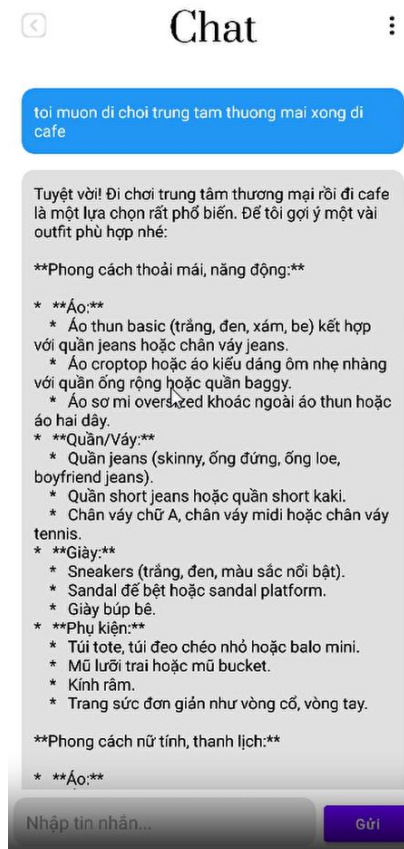 Chat
toi muon di choi trung tam thuong mai xong di
cafe
Tuyệt vời! Đi chơi trung tâm thương mại rồi đi cafe
là một lựa chọn rất phổ biến. Để tôi gợi ý một vài
outfit phù hợp nhé:
**Phong cách thoải mái, năng động:**
* **Áo:**
* Áo thun basic (trắng, đen, xám, be) kết hợp
với quần jeans hoặc chân váy jeans.
* Áo croptop hoặc áo kiểu dáng ôm nhẹ nhàng
với quần ống rộng hoặc quần baggy.
* Áo sơ mi oversized khoác ngoài áo thun hoặc
áo hai dây.
* **Quần/Váy:**
* Quần jeans (skinny, ống đứng, ống loe,
boyfriend jeans).
* Quần short jeans hoặc quần short kaki.
* Chân váy chữ A, chân váy midi hoặc chân váy
tennis.
* **Giày:**
* Sneakers (trắng, đen, màu sắc nổi bật).
* Sandal đế bệt hoặc sandal platform.
* Giày búp bê.
* **Phụ kiện:**
* Túi tote, túi đeo chéo nhỏ hoặc balo mini.
* Mũ lưỡi trai hoặc mũ bucket.
* Kính râm.
* Trang sức đơn giản như vòng cổ, vòng tay.
**Phong cách nữ tính, thanh lịch:**
* **Áo:**
Nhập tin nhắn...
Gửi